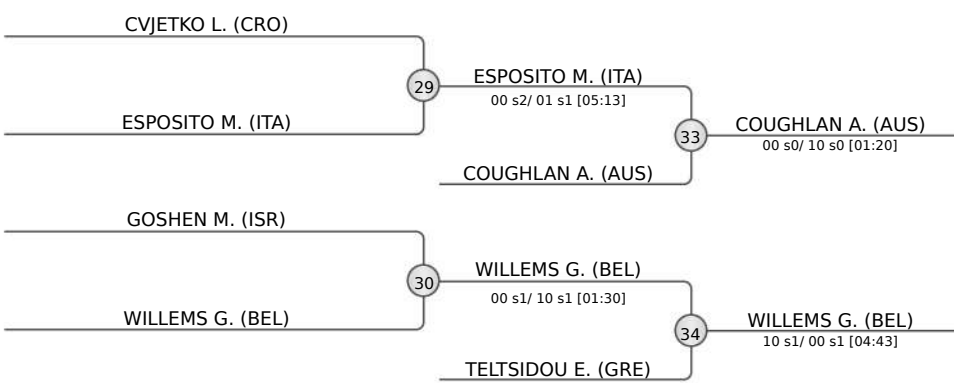 CVJETKO L. (CRO)
29
ESPOSITO M. (ITA)
00 s2/ 01 s1 [05:13]
ESPOSITO M. (ITA)
33
COUGHLAN A. (AUS)
00 s0/ 10 s0 [01:20]
COUGHLAN A. (AUS)
GOSHEN M. (ISR)
30
WILLEMS G. (BEL)
00 s1/ 10 s1 [01:30]
WILLEMS G. (BEL)
34
WILLEMS G. (BEL)
10 s1/ 00 s1 [04:43]
TELTSIDOU E. (GRE)